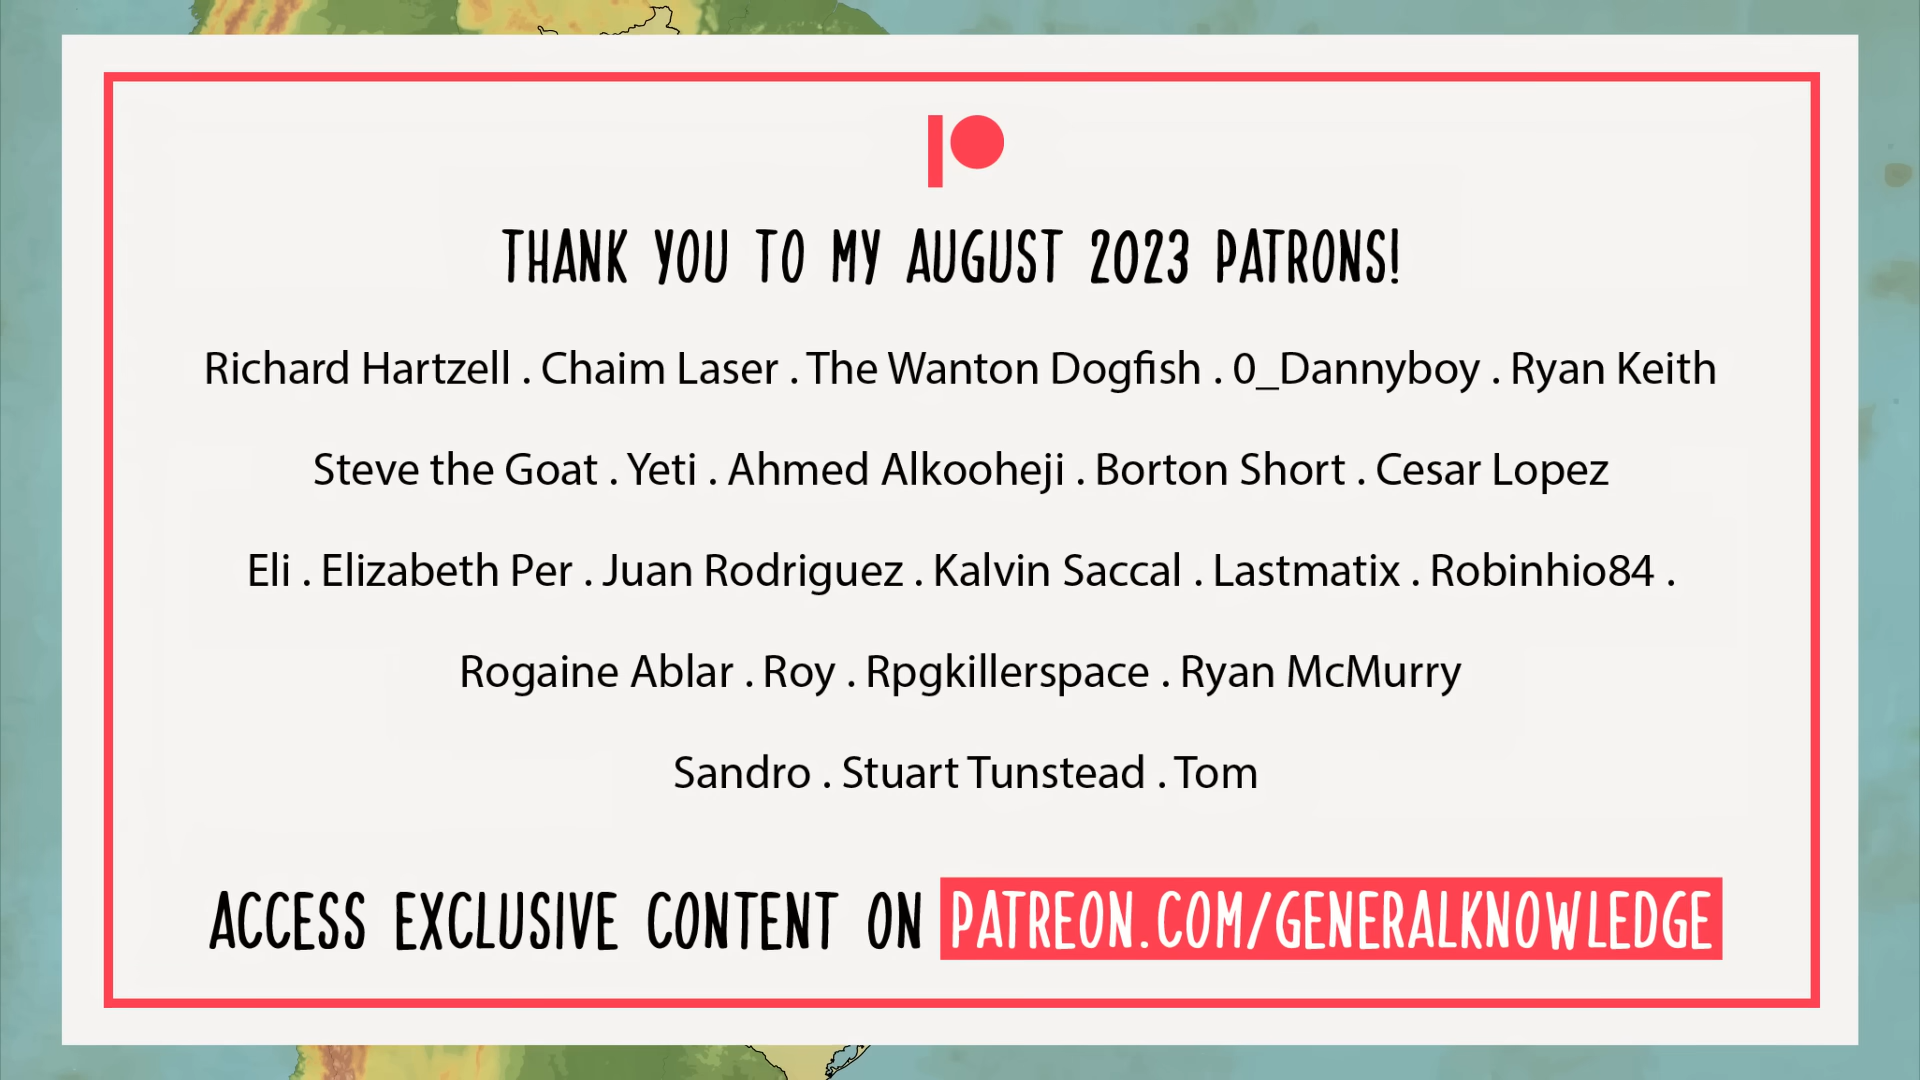 THANK YOU TO MY AUGUST 2023 PATRONS!
Richard Hartzell . Chaim Laser . The Wanton Dogfish . 0_Dannyboy . Ryan Keith
Steve the Goat . Yeti . Ahmed Alkooheji . Borton Short . Cesar Lopez
Eli . Elizabeth Per . Juan Rodriguez . Kalvin Saccal . Lastmatix . Robinhio84 .
Rogaine Ablar . Roy . Rpgkillerspace . Ryan McMurry
Sandro . Stuart Tunstead . Tom
ACCESS EXCLUSIVE CONTENT ON PATREON.COM/GENERALKNOWLEDGE